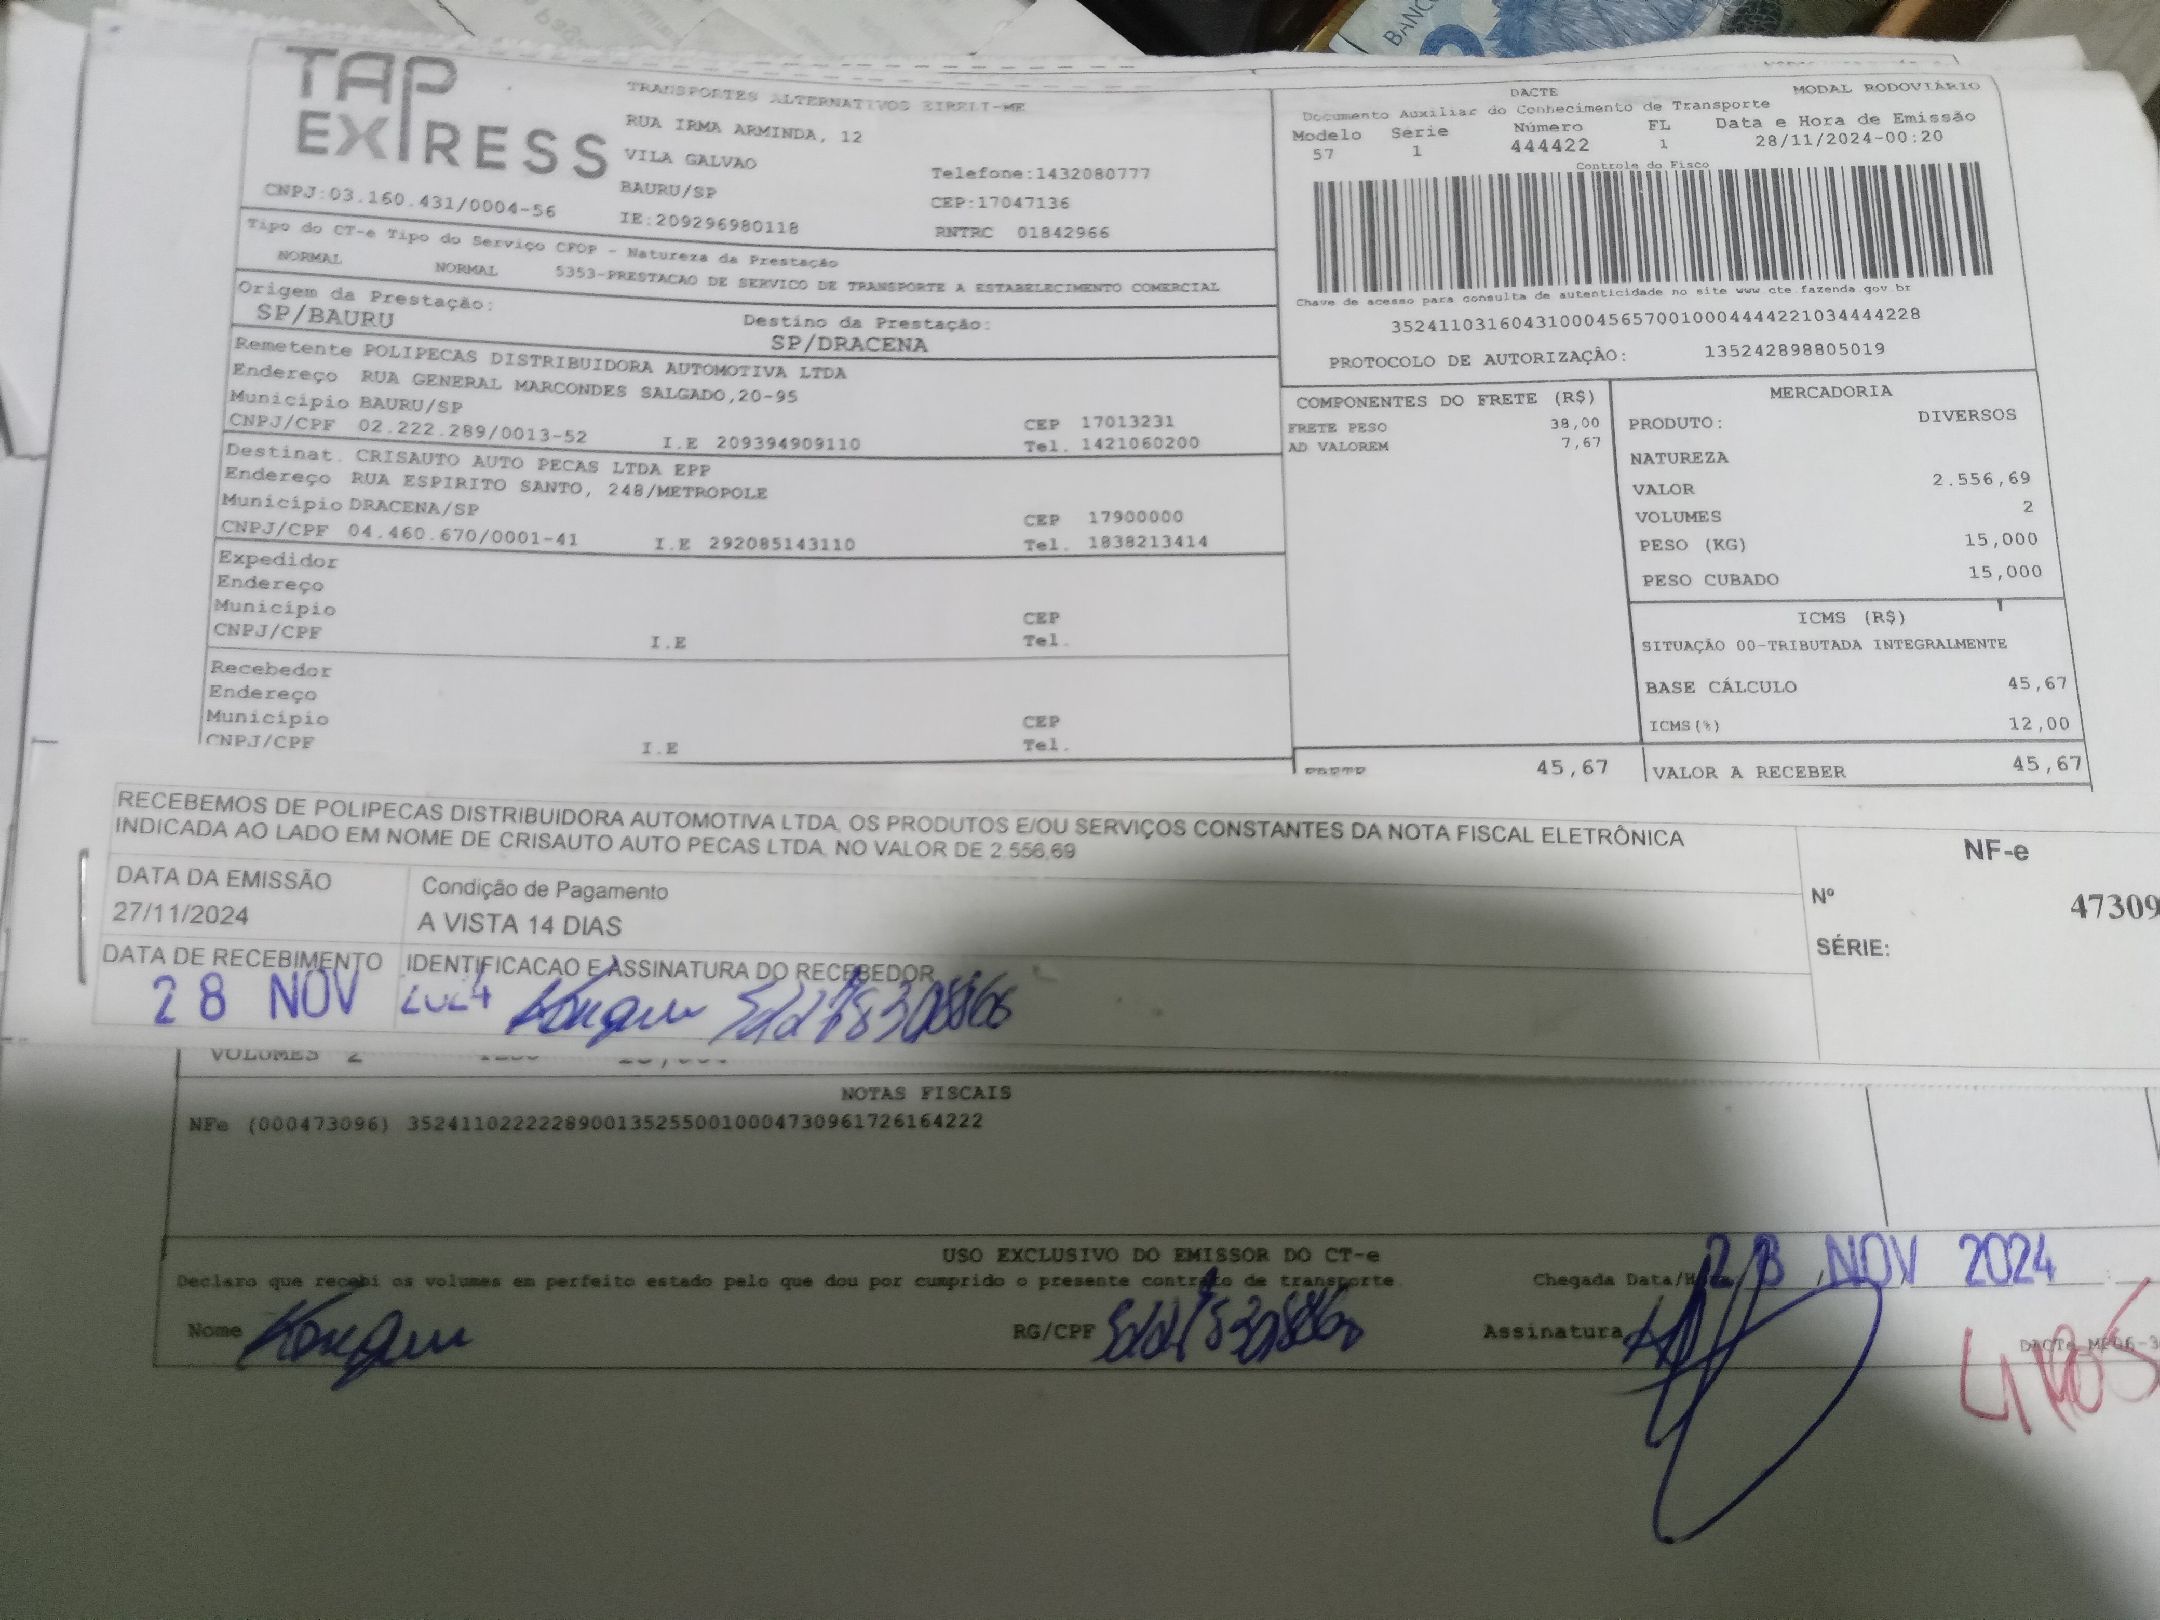 TAP EXPRESS
TRANSPORTES ALTERNATIVOS EIRELI-ME
RUA IRMA ARMINDA, 12
VILA GALVAO
Telefone:1432080777
BAURU/SP
CEP:17047136
CNPJ:03.160.431/0004-56
IE:209296980118
RNTRC 01842966
DACTE
MODAL RODOVIÁRIO
Documento Auxiliar do Conhecimento de Transporte
Modelo Serie Número FL Data e Hora de Emissão
57 1 444422 1 28/11/2024-00:20
Controle do Fisco
Chave de acesso para consulta de autenticidade no site www.cte.fazenda.gov.br
35241103160431000456570010004444221034444228
PROTOCOLO DE AUTORIZAÇÃO: 135242898805019
Tipo do CT-e Tipo do Serviço CFOP - Natureza da Prestação
NORMAL NORMAL 5353-PRESTACAO DE SERVICO DE TRANSPORTE A ESTABELECIMENTO COMERCIAL
Origem da Prestação:
SP/BAURU
Destino da Prestação:
SP/DRACENA
Remetente POLIPECAS DISTRIBUIDORA AUTOMOTIVA LTDA
Endereço RUA GENERAL MARCONDES SALGADO,20-95
Município BAURU/SP
CEP 17013231
CNPJ/CPF 02.222.289/0013-52 I.E 209394909110 Tel. 1421060200
Destinat. CRISAUTO AUTO PECAS LTDA EPP
Endereço RUA ESPIRITO SANTO, 248/METROPOLE
Município DRACENA/SP
CEP 17900000
CNPJ/CPF 04.460.670/0001-41 I.E 292085143110 Tel. 1838213414
Expedidor
Endereço
Município
CEP
CNPJ/CPF I.E Tel.
Recebedor
Endereço
Município
CEP
CNPJ/CPF I.E Tel.
COMPONENTES DO FRETE (R$)
FRETE PESO 38,00
AD VALOREM 7,67
MERCADORIA
PRODUTO: DIVERSOS
NATUREZA
VALOR 2.556,69
VOLUMES 2
PESO (KG) 15,000
PESO CUBADO 15,000
ICMS (R$)
SITUAÇÃO 00-TRIBUTADA INTEGRALMENTE
BASE CÁLCULO 45,67
ICMS(%) 12,00
FRETE 45,67
VALOR A RECEBER 45,67
RECEBEMOS DE POLIPECAS DISTRIBUIDORA AUTOMOTIVA LTDA. OS PRODUTOS E/OU SERVIÇOS CONSTANTES DA NOTA FISCAL ELETRÔNICA
INDICADA AO LADO EM NOME DE CRISAUTO AUTO PECAS LTDA. NO VALOR DE 2.556,69
NF-e
Nº 47309
SÉRIE:
DATA DA EMISSÃO
27/11/2024
Condição de Pagamento
A VISTA 14 DIAS
DATA DE RECEBIMENTO
IDENTIFICACAO E ASSINATURA DO RECEBEDOR
28 NOV 2024
VOLUMES 2
NOTAS FISCAIS
NFe (000473096) 35241102222289001352550010004730961726164222
USO EXCLUSIVO DO EMISSOR DO CT-e
Declaro que recebi os volumes em perfeito estado pelo que dou por cumprido o presente contrato de transporte
Chegada Data/H
28 NOV 2024
Nome
RG/CPF
Assinatura